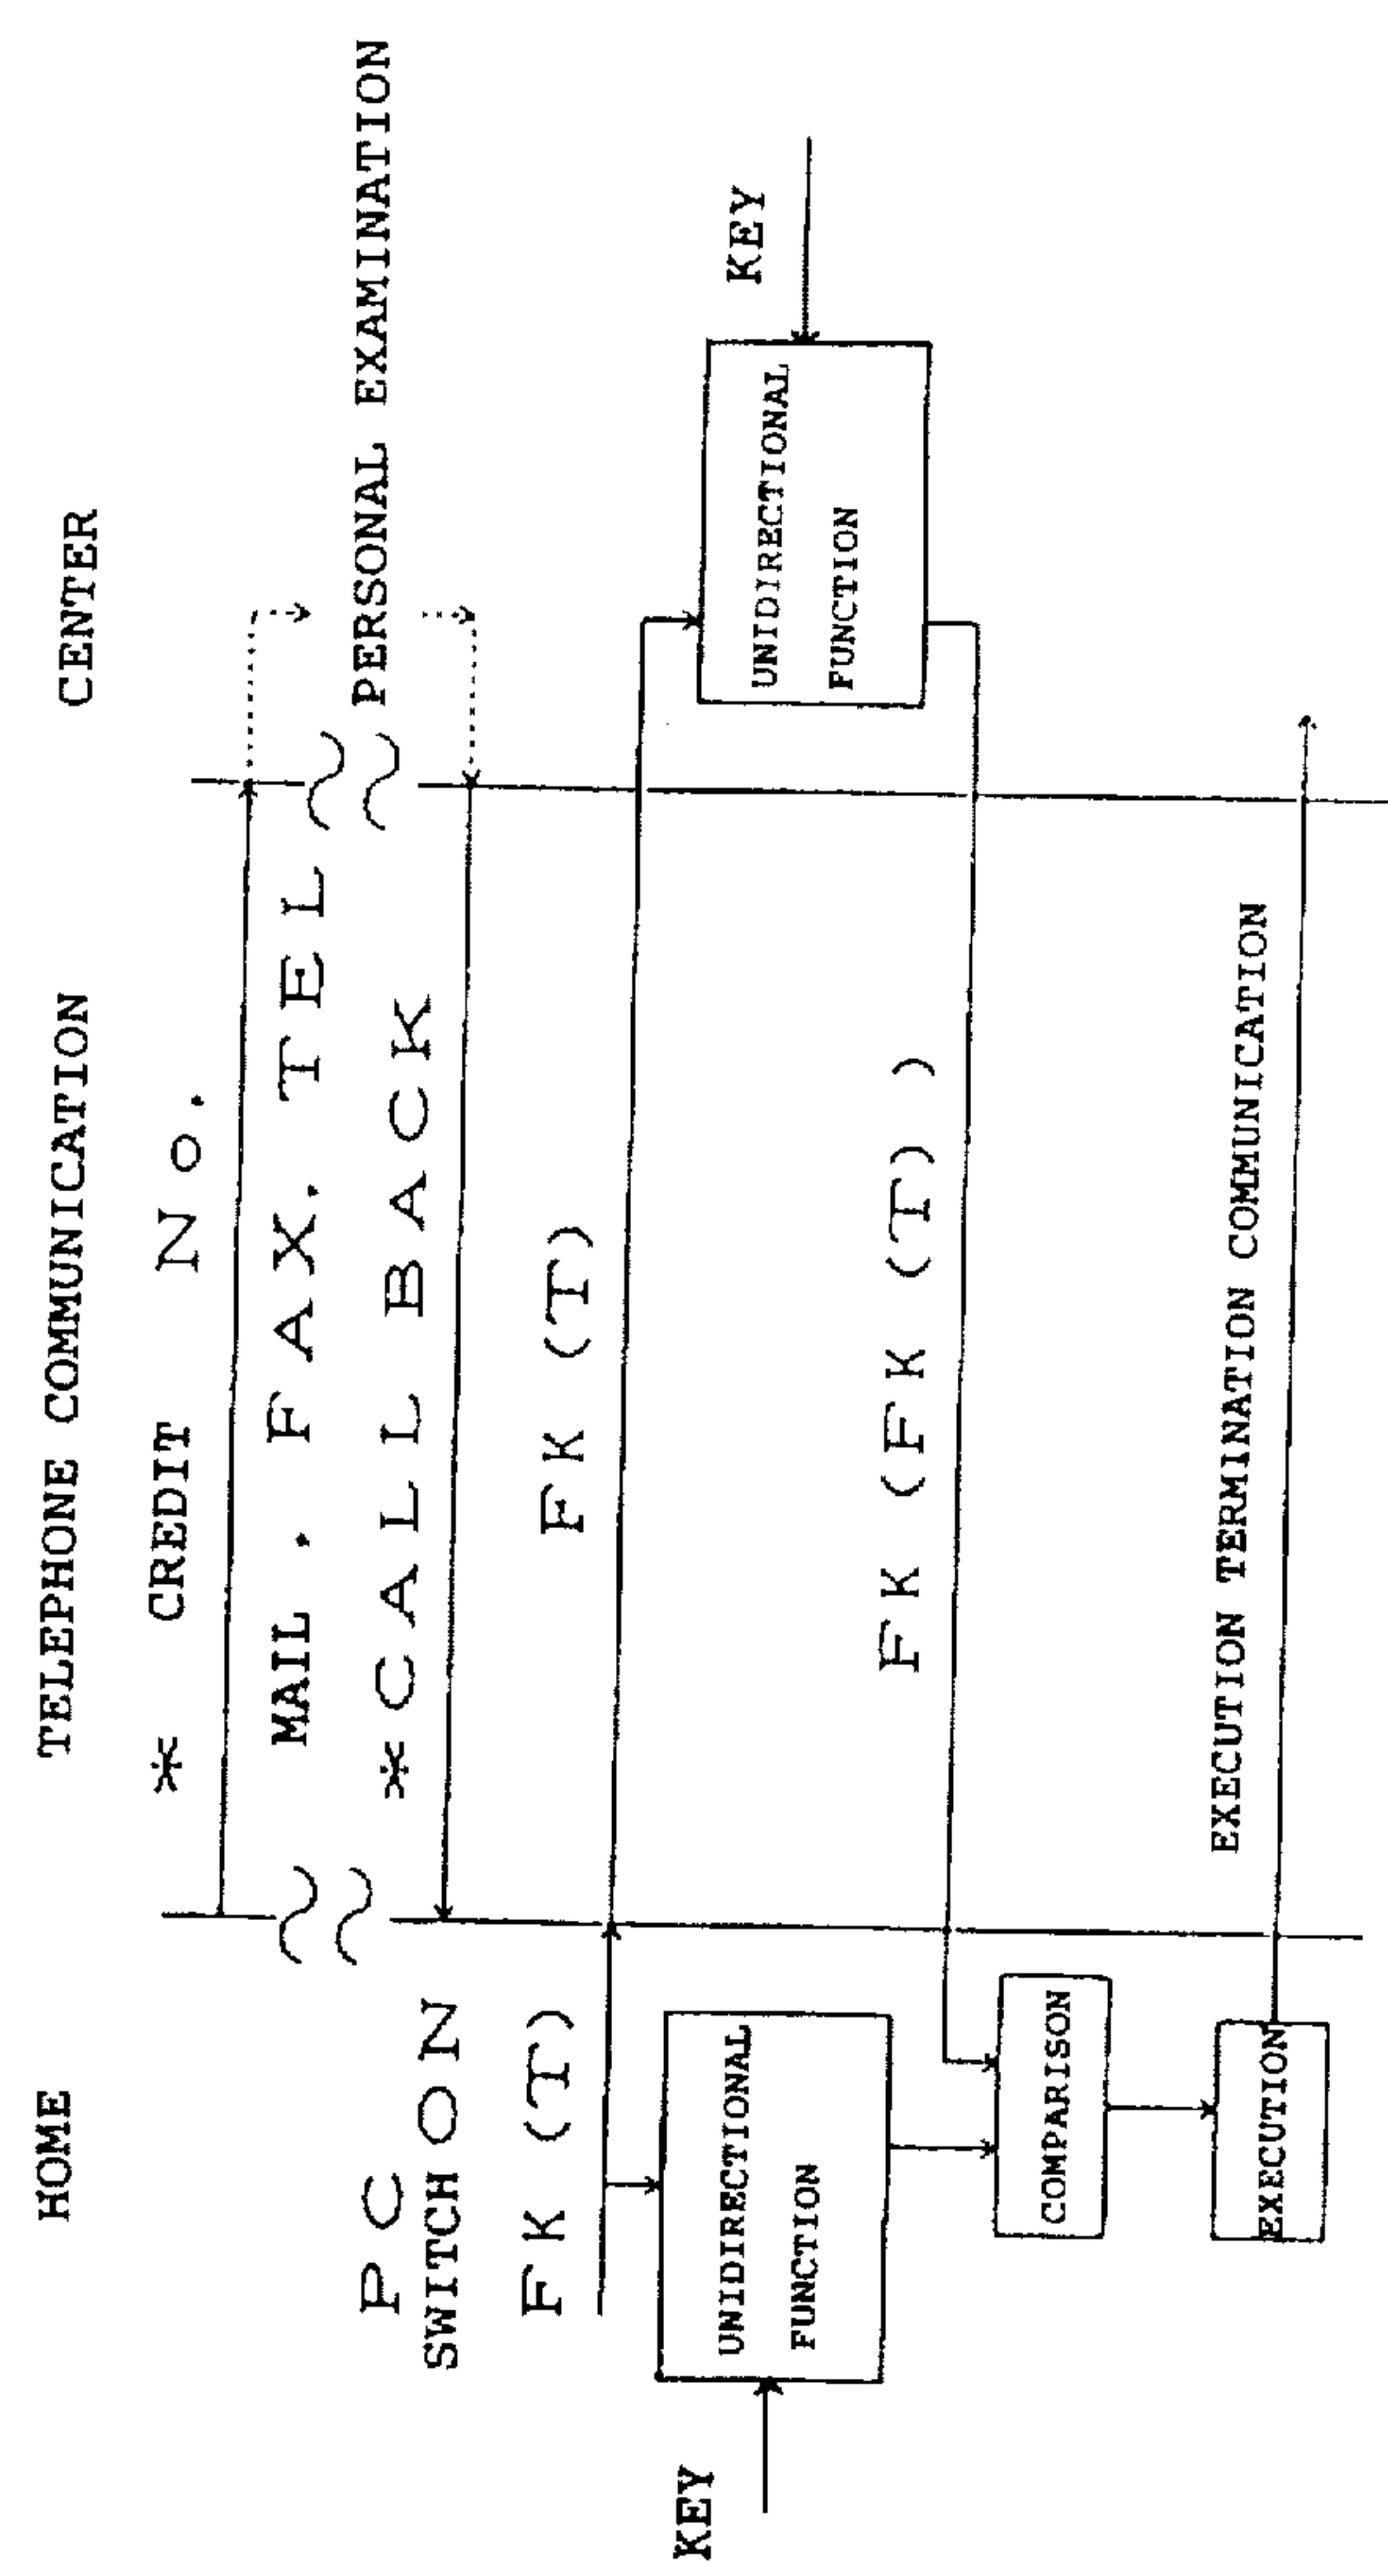 HOME
TELEPHONE COMMUNICATION
CENTER
* CREDIT No.
MAIL . FAX. TEL
PERSONAL EXAMINATION
PC
SWITCH ON
*CALL BACK
FK (T)
FK (T)
KEY
UNIDIRECTIONAL
FUNCTION
KEY
UNIDIRECTIONAL
FUNCTION
FK (FK (T) )
COMPARISON
EXECUTION TERMINATION COMMUNICATION
EXECUTION